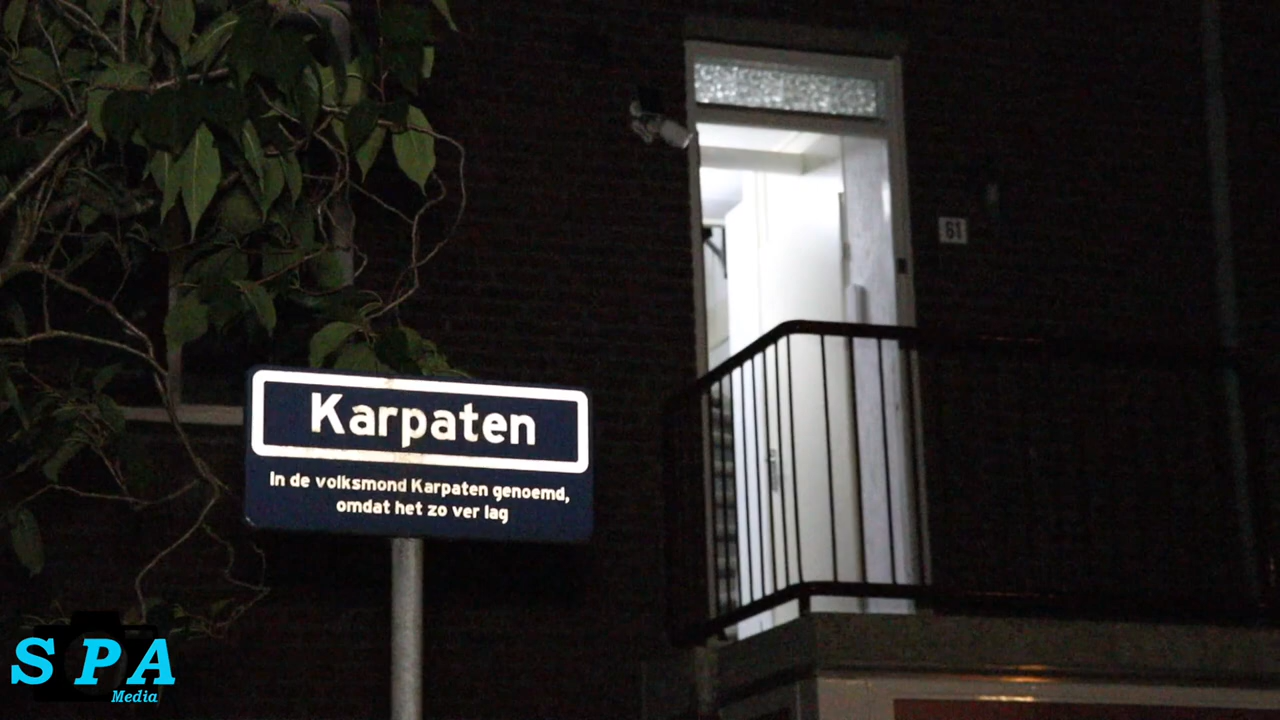 61
Karpaten
In de volksmond Karpaten genoemd,
omdat het zo ver lag
SPA
Media